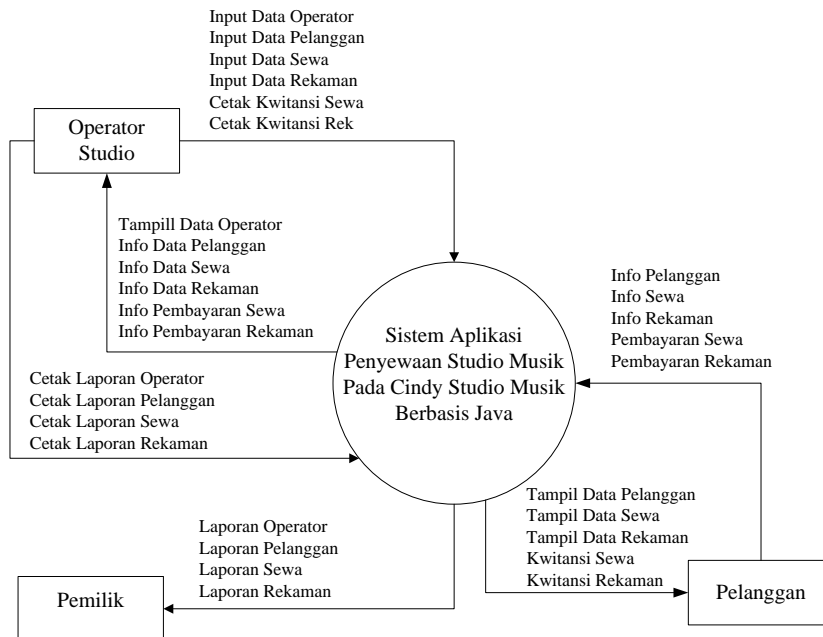 Input Data Operator
Input Data Pelanggan
Input Data Sewa
Input Data Rekaman
Cetak Kwitansi Sewa
Cetak Kwitansi Rek
Operator
Studio
Tampill Data Operator
Info Data Pelanggan
Info Data Sewa
Info Data Rekaman
Info Pembayaran Sewa
Info Pembayaran Rekaman
Info Pelanggan
Info Sewa
Info Rekaman
Pembayaran Sewa
Pembayaran Rekaman
Sistem Aplikasi
Penyewaan Studio Musik
Pada Cindy Studio Musik
Berbasis Java
Cetak Laporan Operator
Cetak Laporan Pelanggan
Cetak Laporan Sewa
Cetak Laporan Rekaman
Tampil Data Pelanggan
Tampil Data Sewa
Tampil Data Rekaman
Kwitansi Sewa
Kwitansi Rekaman
Laporan Operator
Laporan Pelanggan
Laporan Sewa
Laporan Rekaman
Pemilik
Pelanggan